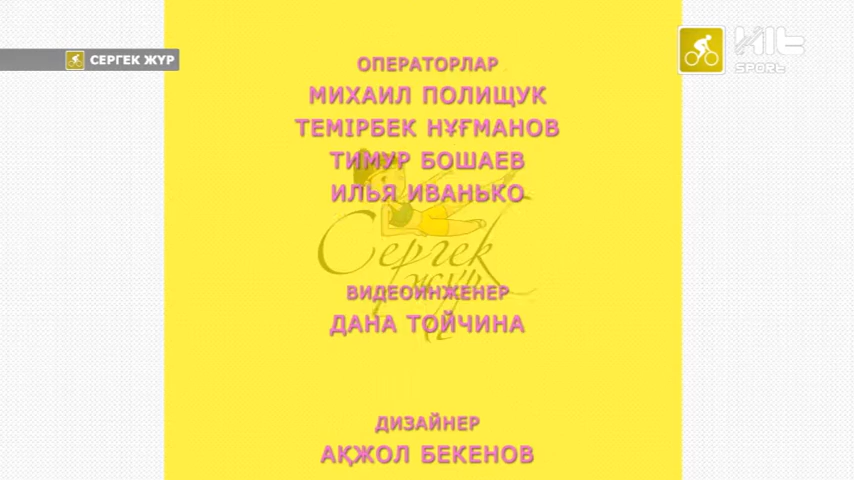 СЕРГЕК ЖҮР
HIT
SPORT
ОПЕРАТОРЛАР
МИХАИЛ ПОЛИЩУК
ТЕМІРБЕК НҰҒМАНОВ
ТИМУР БОШАЕВ
ИЛЬЯ ИВАНЬКО
Сергек
жүр
ВИДЕОИНЖЕНЕР
ДАНА ТОЙЧИНА
ДИЗАЙНЕР
АҚЖОЛ БЕКЕНОВ